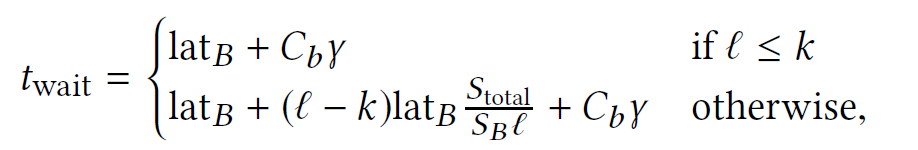 t_wait = { lat_B + C_b γ if ℓ ≤ k
lat_B + (ℓ − k)lat_B S_total / S_B ℓ + C_b γ otherwise,